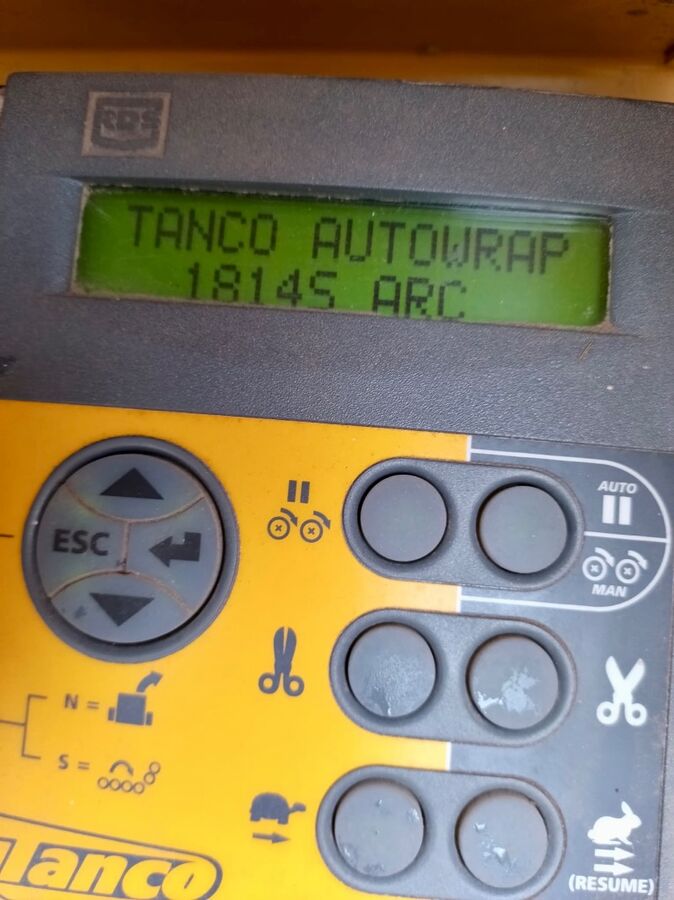 RDS
TANCO AUTOWRAP
1814S ARC
AUTO
ESC
MAN
N =
S =
Tanco
(RESUME)